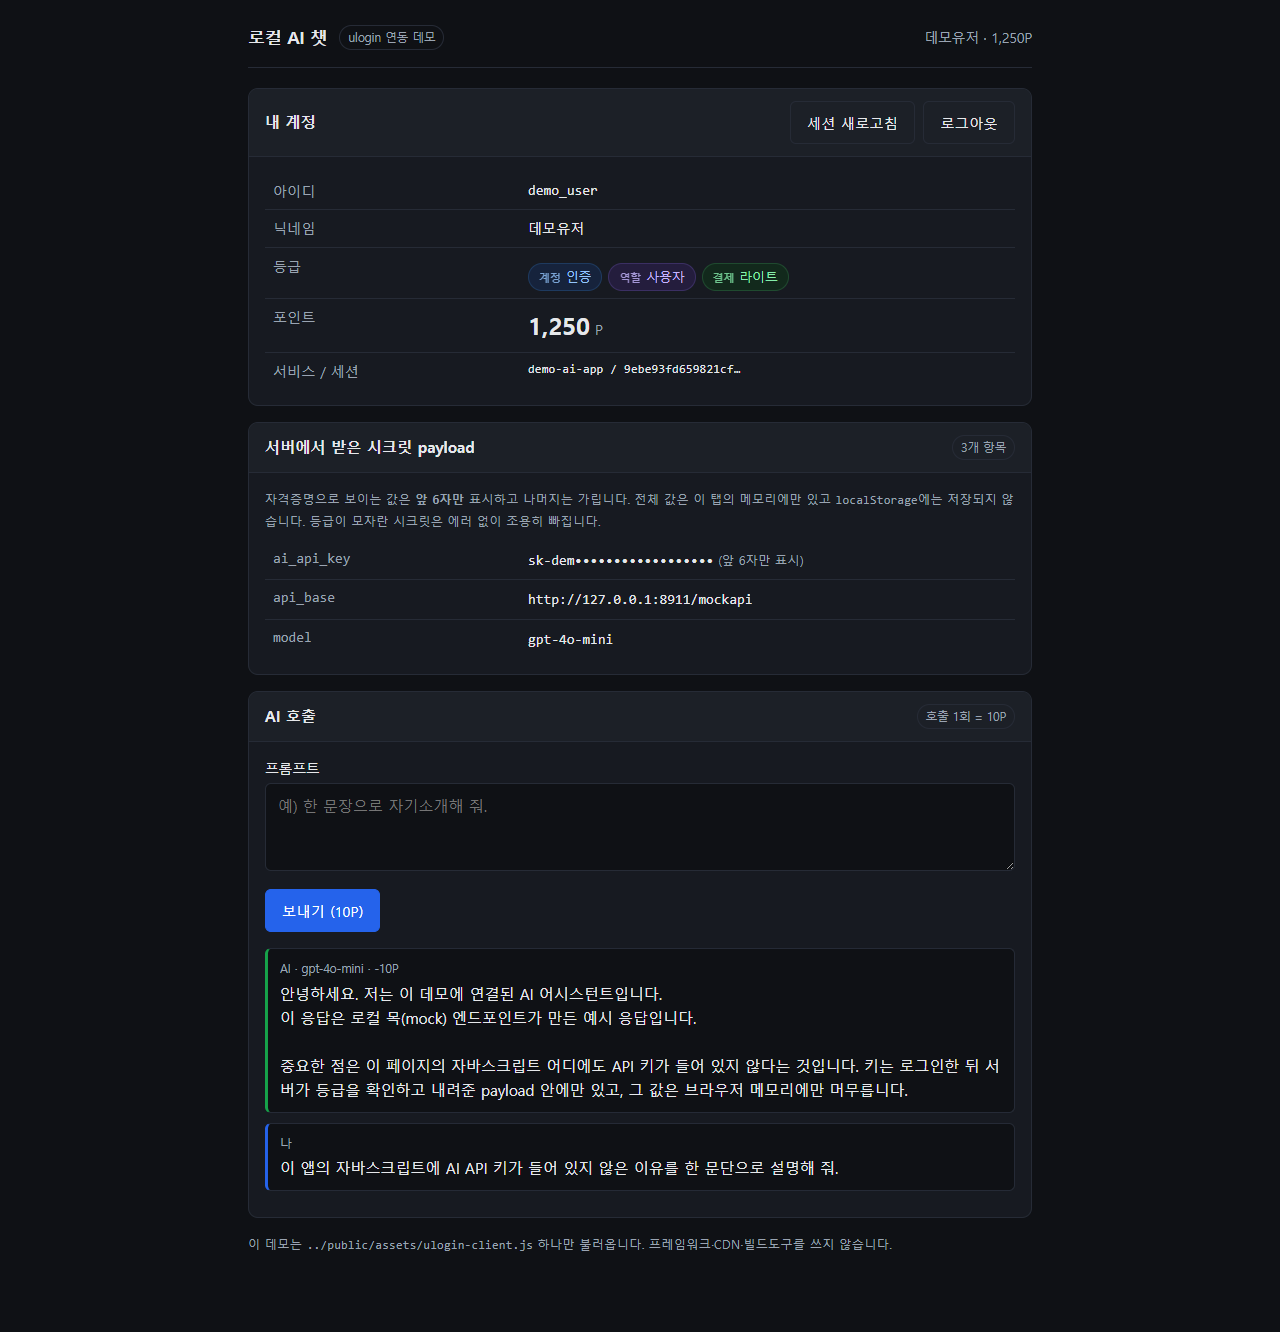 로컬 AI 챗
ulogin 연동 데모
데모유저 · 1,250P
내 계정
세션 새로고침
로그아웃
아이디
demo_user
닉네임
데모유저
등급
계정 인증
역할 사용자
결제 라이트
포인트
1,250 P
서비스 / 세션
demo-ai-app / 9ebe93fd659821cf…
서버에서 받은 시크릿 payload
3개 항목
자격증명으로 보이는 값은 앞 6자만 표시하고 나머지는 가립니다. 전체 값은 이 탭의 메모리에만 있고 localStorage에는 저장되지 않
습니다. 등급이 모자란 시크릿은 에러 없이 조용히 빠집니다.
ai_api_key
sk-dem•••••••••••••••••• (앞 6자만 표시)
api_base
http://127.0.0.1:8911/mockapi
model
gpt-4o-mini
AI 호출
호출 1회 = 10P
프롬프트
예) 한 문장으로 자기소개해 줘.
보내기 (10P)
AI · gpt-4o-mini · -10P
안녕하세요. 저는 이 데모에 연결된 AI 어시스턴트입니다.
이 응답은 로컬 목(mock) 엔드포인트가 만든 예시 응답입니다.
중요한 점은 이 페이지의 자바스크립트 어디에도 API 키가 들어 있지 않다는 것입니다. 키는 로그인한 뒤 서
버가 등급을 확인하고 내려준 payload 안에만 있고, 그 값은 브라우저 메모리에만 머무릅니다.
나
이 앱의 자바스크립트에 AI API 키가 들어 있지 않은 이유를 한 문단으로 설명해 줘.
이 데모는 ../public/assets/ulogin-client.js 하나만 불러옵니다. 프레임워크·CDN·빌드도구를 쓰지 않습니다.